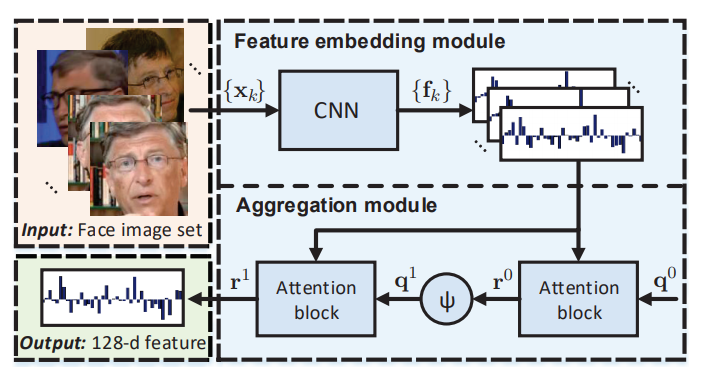 Feature embedding module
{x_k}
CNN
{f_k}
Input: Face image set
Aggregation module
r^1
Attention
block
q^1
ψ
r^0
Attention
block
q^0
Output: 128-d feature